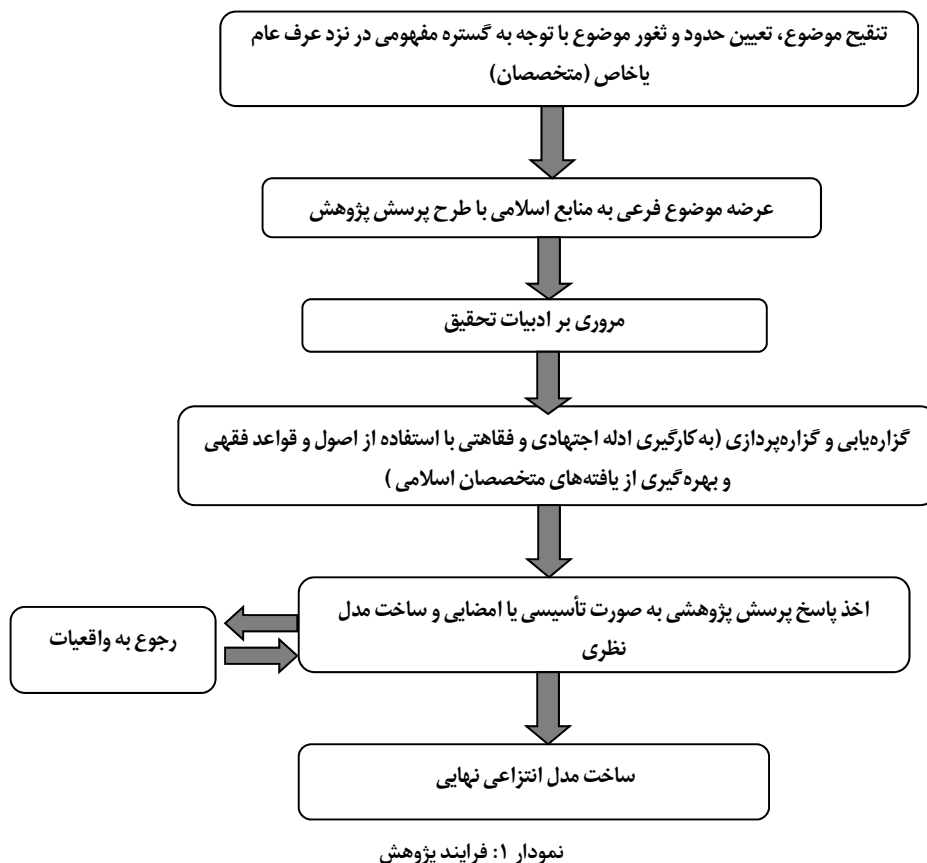 تنقیح موضوع، تعیین حدود و ثغور موضوع با توجه به گستره مفهومی در نزد عرف عام
یاخاص (متخصصان)
عرضه موضوع فرعی به منابع اسلامی با طرح پرسش پژوهش
مروری بر ادبیات تحقیق
گزاره‌یابی و گزاره‌پردازی (به‌کارگیری ادله اجتهادی و فقاهتی با استفاده از اصول و قواعد فقهی
و بهره‌گیری از یافته‌های متخصصان اسلامی )
اخذ پاسخ پرسش پژوهشی به صورت تأسیسی یا امضایی و ساخت مدل
نظری
رجوع به واقعیات
ساخت مدل انتزاعی نهایی
نمودار ۱: فرایند پژوهش